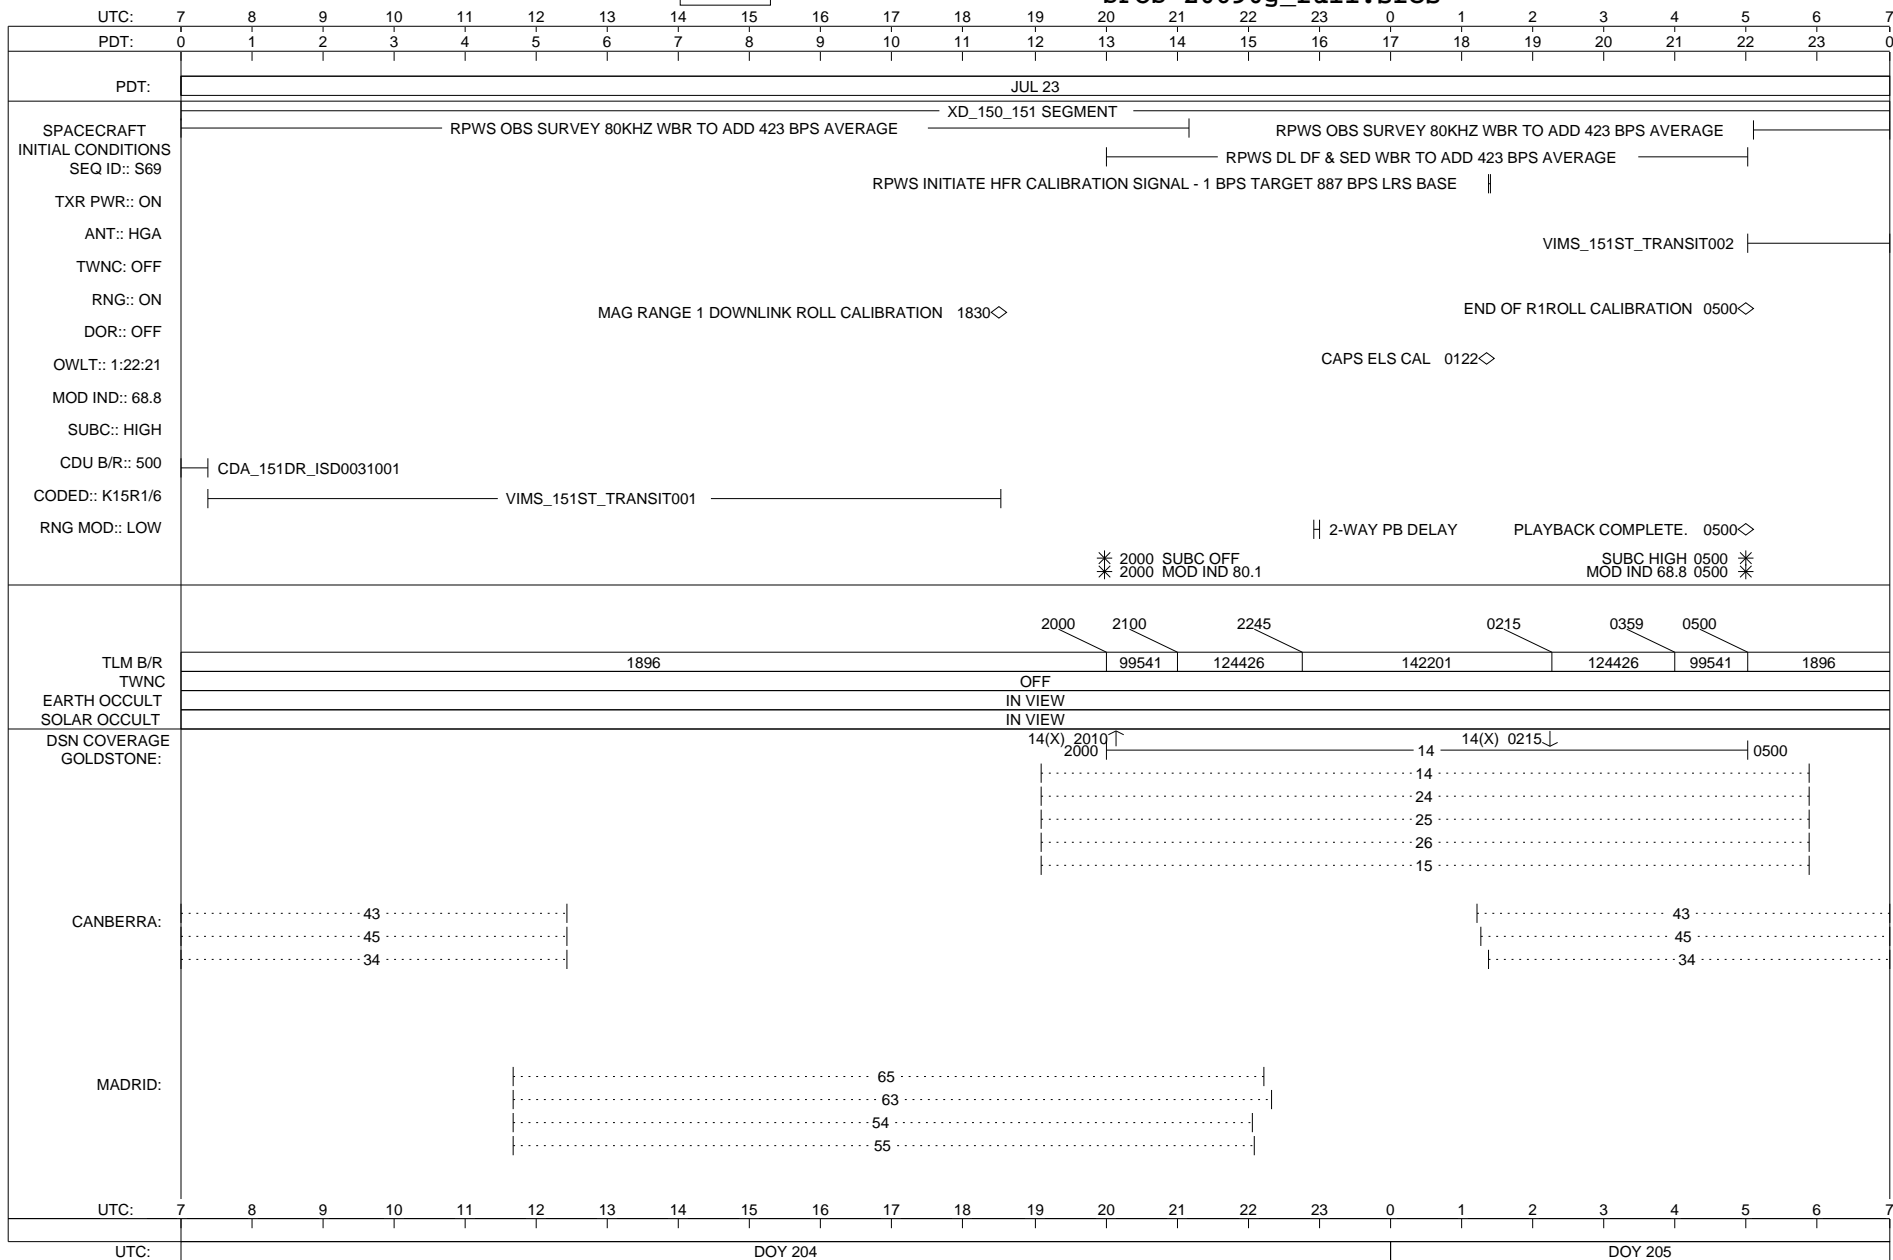 UTC: 7 8 9 10 11 12 13 14 15 16 17 18 19 20 21 22 23 0 1 2 3 4 5 6 7
PDT: 0 1 2 3 4 5 6 7 8 9 10 11 12 13 14 15 16 17 18 19 20 21 22 23 0
PDT: JUL 23
XD_150_151 SEGMENT
SPACECRAFT
INITIAL CONDITIONS
RPWS OBS SURVEY 80KHZ WBR TO ADD 423 BPS AVERAGE
RPWS OBS SURVEY 80KHZ WBR TO ADD 423 BPS AVERAGE
RPWS DL DF & SED WBR TO ADD 423 BPS AVERAGE
SEQ ID:: S69
RPWS INITIATE HFR CALIBRATION SIGNAL - 1 BPS TARGET 887 BPS LRS BASE
TXR PWR:: ON
ANT:: HGA
VIMS_151ST_TRANSIT002
TWNC: OFF
RNG:: ON
MAG RANGE 1 DOWNLINK ROLL CALIBRATION 1830
END OF R1ROLL CALIBRATION 0500
DOR:: OFF
OWLT:: 1:22:21
CAPS ELS CAL 0122
MOD IND:: 68.8
SUBC:: HIGH
CDU B/R:: 500
CDA_151DR_ISD0031001
CODED:: K15R1/6
VIMS_151ST_TRANSIT001
RNG MOD:: LOW
2-WAY PB DELAY
PLAYBACK COMPLETE. 0500
2000 SUBC OFF
SUBC HIGH 0500
2000 MOD IND 80.1
MOD IND 68.8 0500
2000 2100 2245 0215 0359 0500
TLM B/R 1896 99541 124426 142201 124426 99541 1896
TWNC OFF
EARTH OCCULT IN VIEW
SOLAR OCCULT IN VIEW
DSN COVERAGE
14(X) 2010
14(X) 0215
GOLDSTONE:
2000 14 0500
14
24
25
26
15
CANBERRA:
43 43
45 45
34 34
MADRID:
65
63
54
55
UTC: 7 8 9 10 11 12 13 14 15 16 17 18 19 20 21 22 23 0 1 2 3 4 5 6 7
UTC: DOY 204 DOY 205